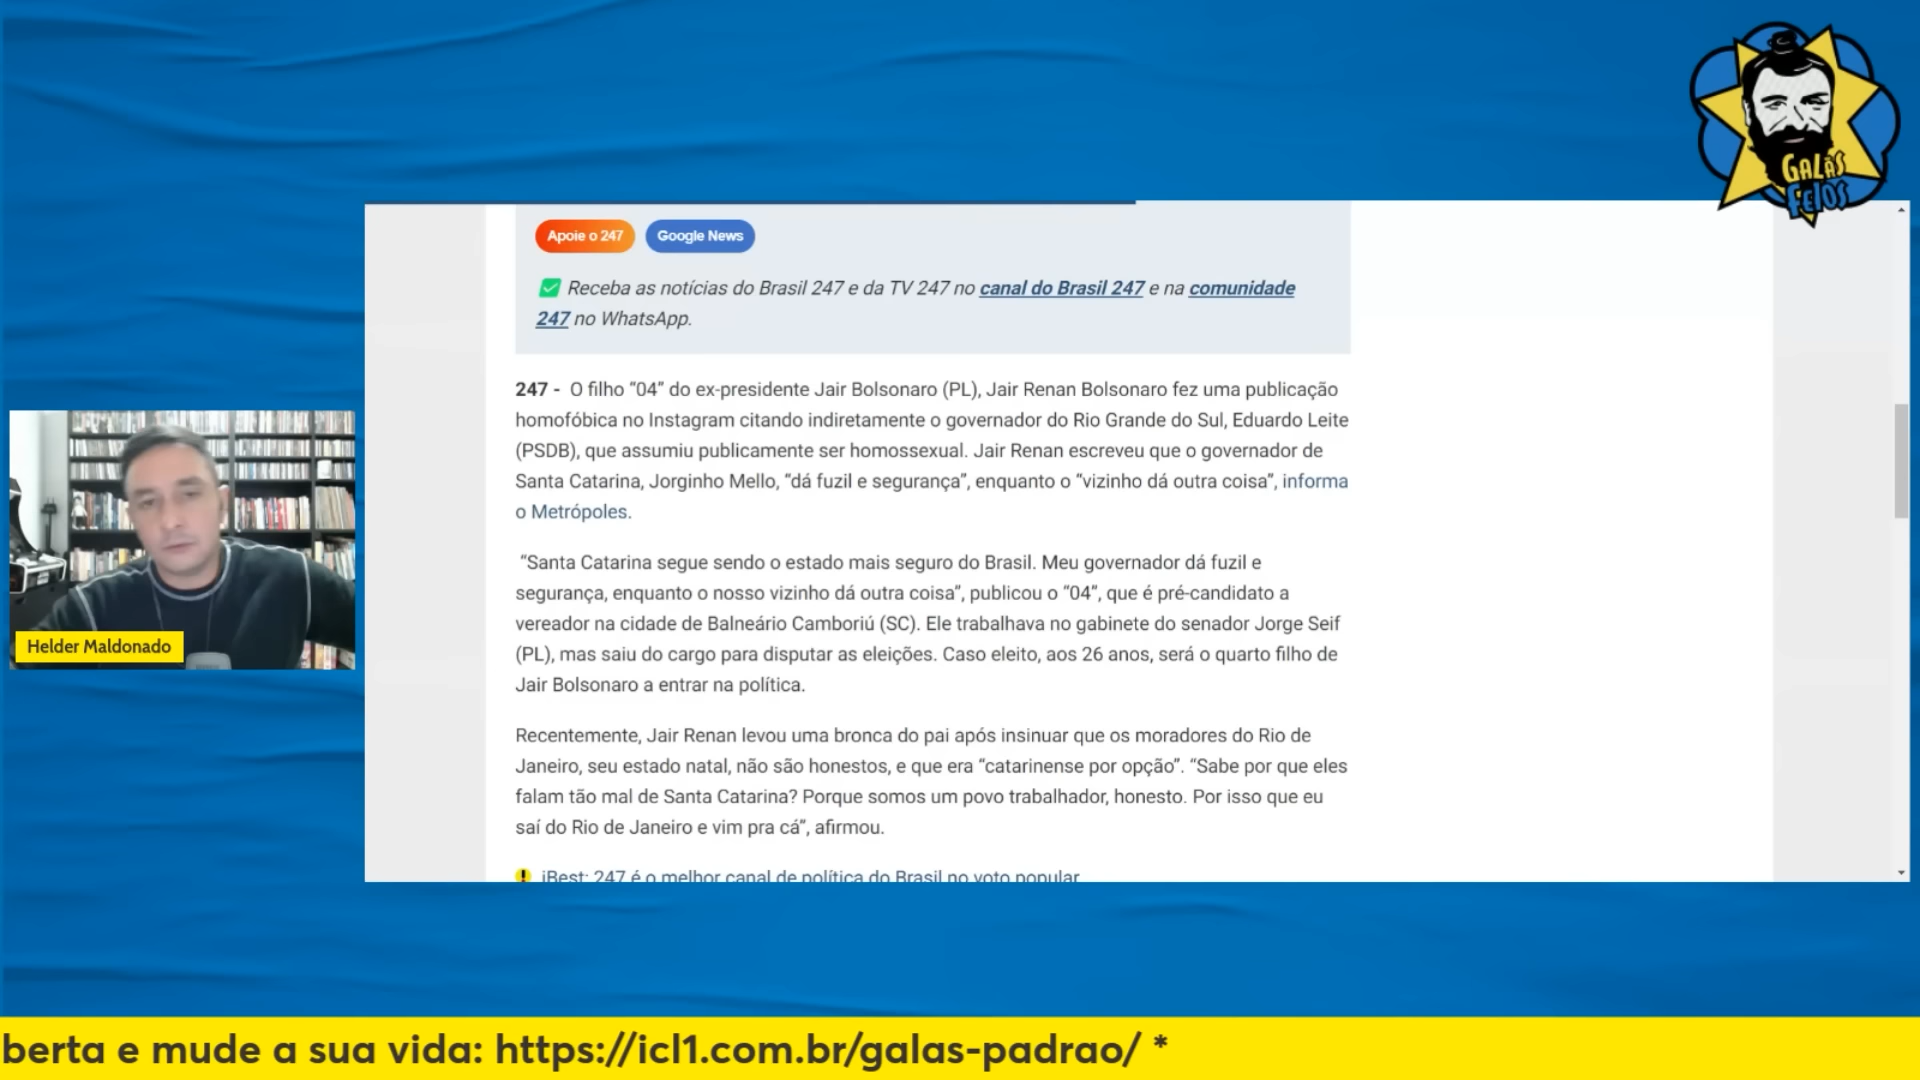 GALÃS
FEIOS
Apoie o 247
Google News
Receba as notícias do Brasil 247 e da TV 247 no canal do Brasil 247 e na comunidade
247 no WhatsApp.
247 - O filho “04” do ex-presidente Jair Bolsonaro (PL), Jair Renan Bolsonaro fez uma publicação
homofóbica no Instagram citando indiretamente o governador do Rio Grande do Sul, Eduardo Leite
(PSDB), que assumiu publicamente ser homossexual. Jair Renan escreveu que o governador de
Santa Catarina, Jorginho Mello, “dá fuzil e segurança”, enquanto o “vizinho dá outra coisa”, informa
o Metrópoles.
“Santa Catarina segue sendo o estado mais seguro do Brasil. Meu governador dá fuzil e
segurança, enquanto o nosso vizinho dá outra coisa”, publicou o “04”, que é pré-candidato a
vereador na cidade de Balneário Camboriú (SC). Ele trabalhava no gabinete do senador Jorge Seif
(PL), mas saiu do cargo para disputar as eleições. Caso eleito, aos 26 anos, será o quarto filho de
Jair Bolsonaro a entrar na política.
Recentemente, Jair Renan levou uma bronca do pai após insinuar que os moradores do Rio de
Janeiro, seu estado natal, não são honestos, e que era “catarinense por opção”. “Sabe por que eles
falam tão mal de Santa Catarina? Porque somos um povo trabalhador, honesto. Por isso que eu
saí do Rio de Janeiro e vim pra cá”, afirmou.
iBest: 247 é o melhor canal de política do Brasil no voto popular
Helder Maldonado
berta e mude a sua vida: https://icl1.com.br/galas-padrao/ *